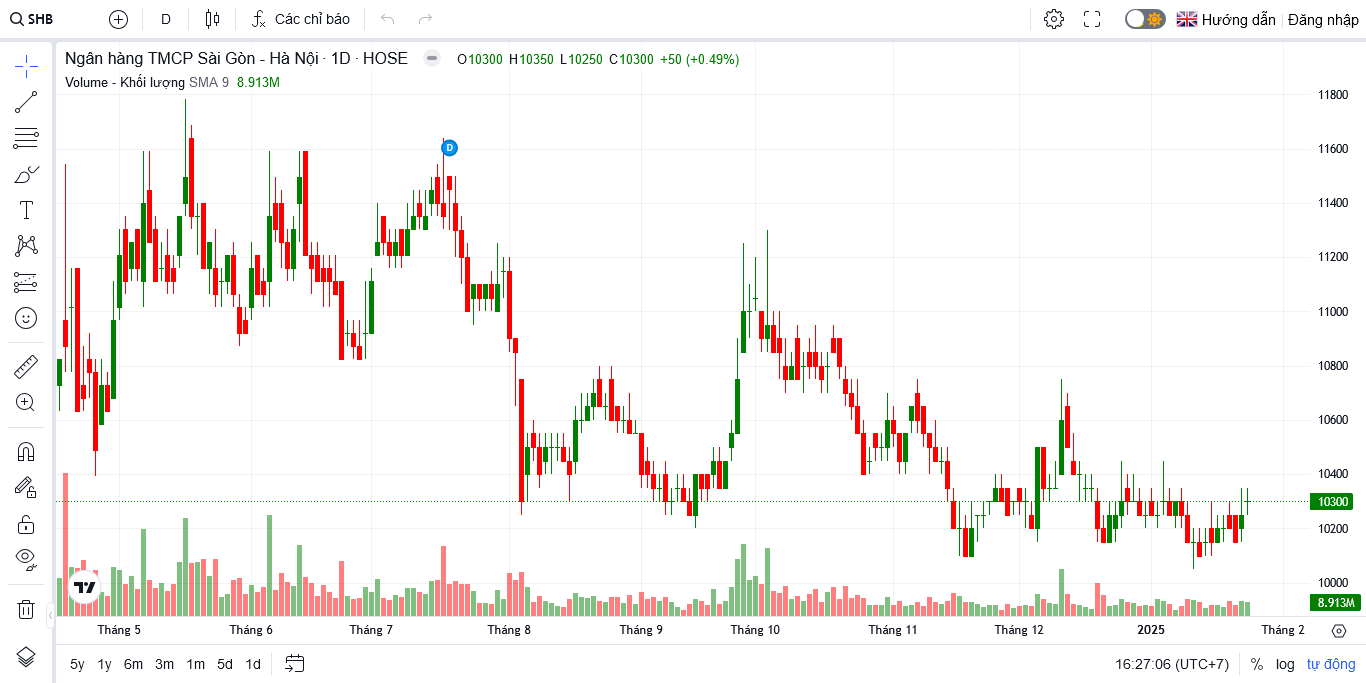 SHB
D
Các chỉ báo
Hướng dẫn
Đăng nhập
Ngân hàng TMCP Sài Gòn - Hà Nội · 1D · HOSE
O10300 H10350 L10250 C10300 +50 (+0.49%)
Volume - Khối lượng SMA 9 8.913M
D
11800
11600
11400
11200
11000
10800
10600
10400
10300
10200
10000
8.913M
Tháng 5 Tháng 6 Tháng 7 Tháng 8 Tháng 9 Tháng 10 Tháng 11 Tháng 12 2025 Tháng 2
5y 1y 6m 3m 1m 5d 1d
16:27:06 (UTC+7)
% log tự động